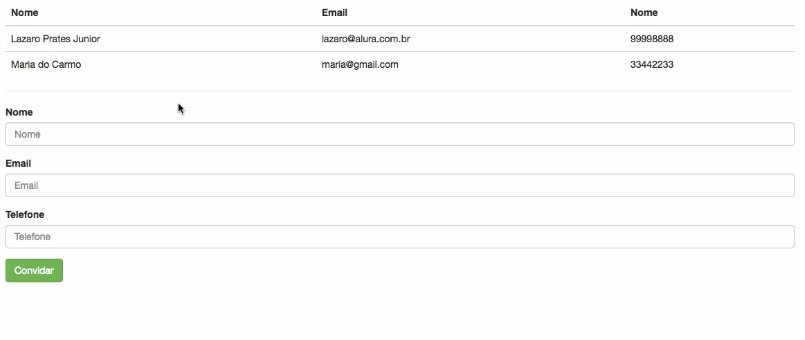 Nome Email Nome
Lazaro Prates Junior lazaro@alura.com.br 99998888
Maria do Carmo maria@gmail.com 33442233
Nome
Nome
Email
Email
Telefone
Telefone
Convidar